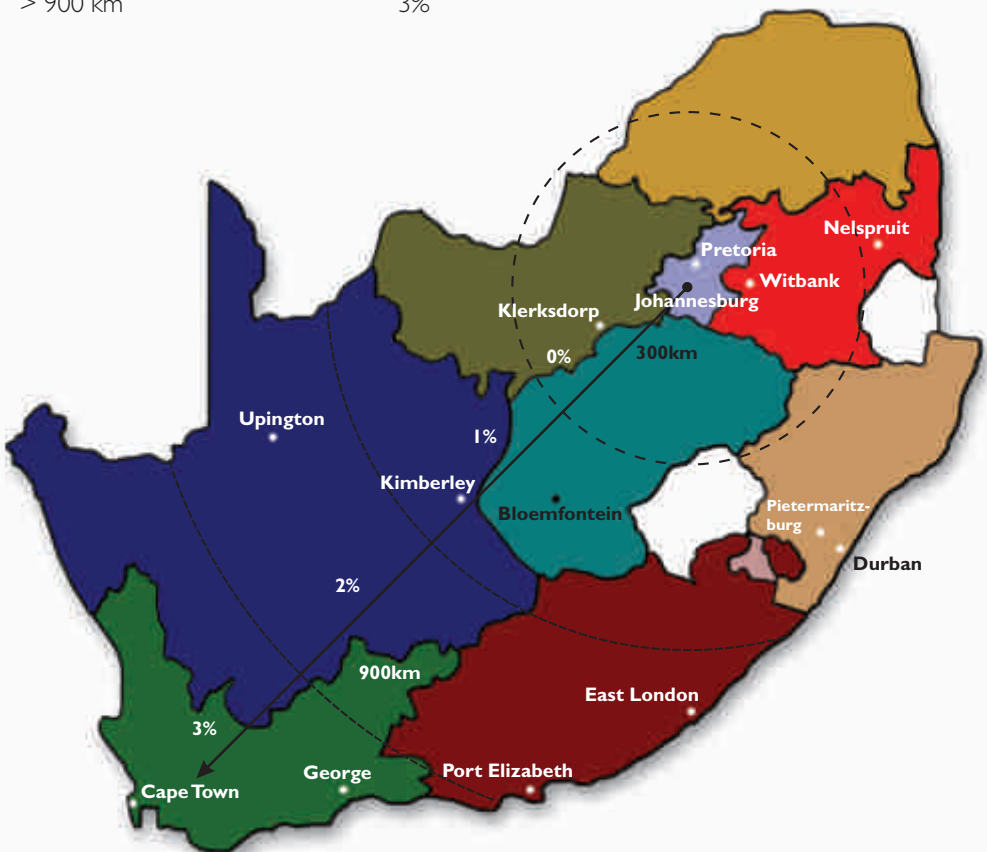 > 900 km 3%
Nelspruit
Pretoria
Witbank
Johannesburg
Klerksdorp
300km
0%
Upington
1%
Kimberley
Bloemfontein
Pietermaritz-
burg
Durban
2%
900km
East London
3%
George
Port Elizabeth
Cape Town